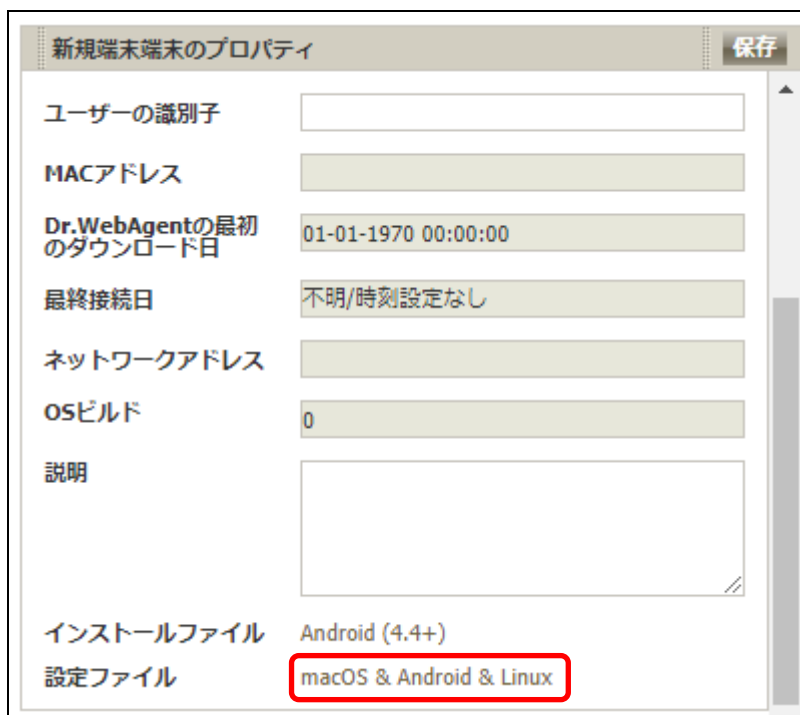 新規端末端末のプロパティ
保存
ユーザーの識別子
MACアドレス
Dr.WebAgentの最初
のダウンロード日
01-01-1970 00:00:00
最終接続日
不明/時刻設定なし
ネットワークアドレス
OSビルド
0
説明
インストールファイル
Android (4.4+)
設定ファイル
macOS & Android & Linux